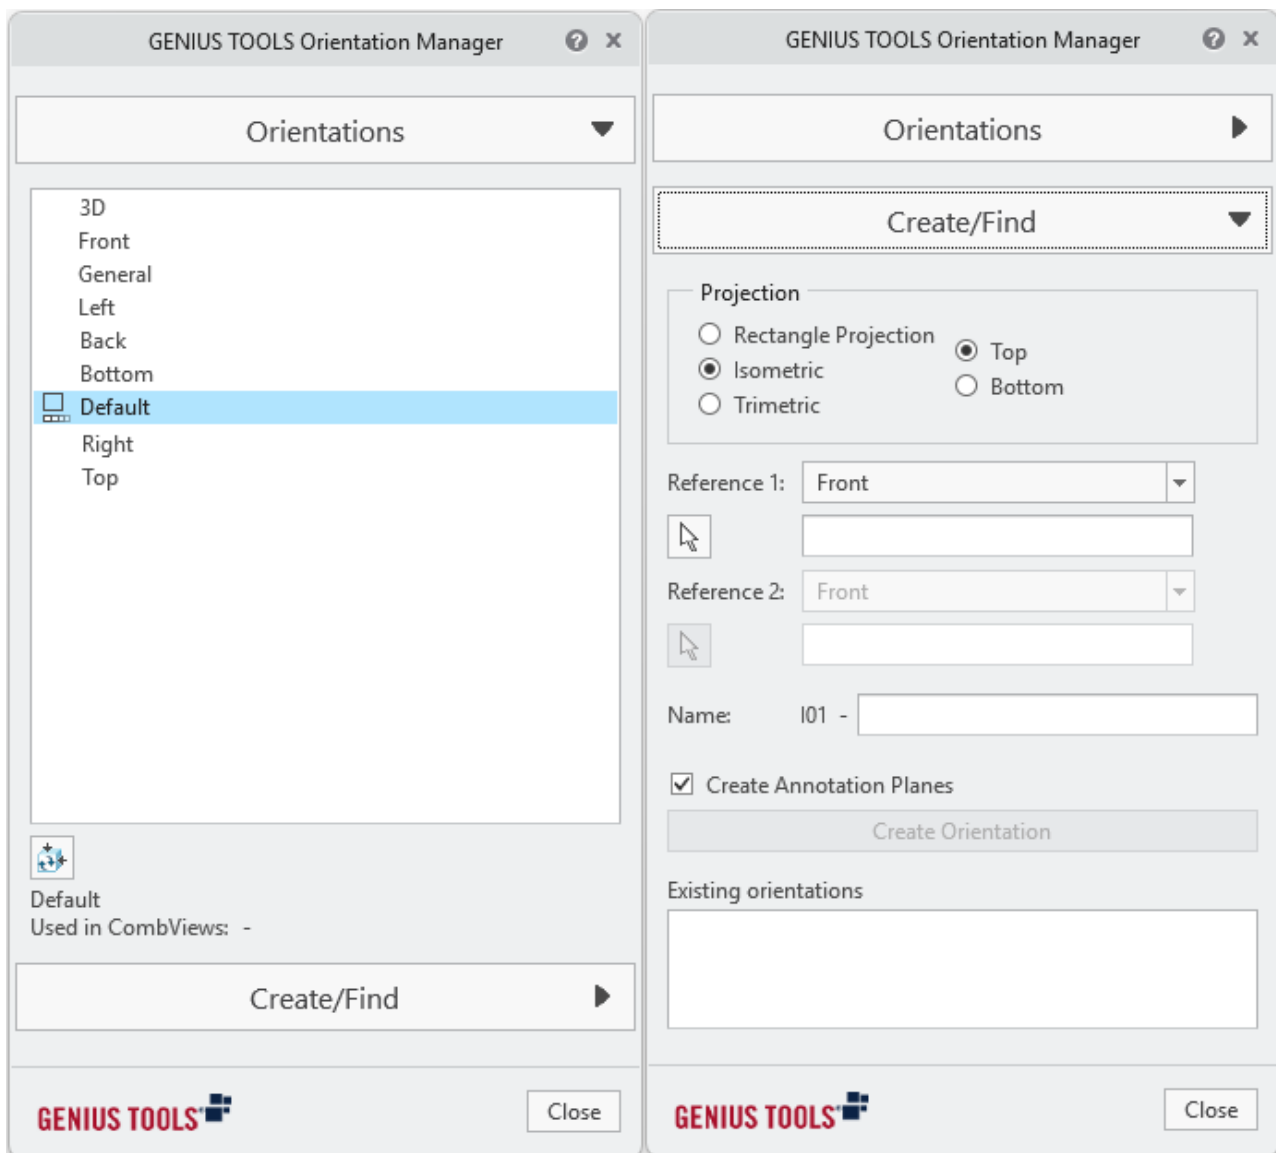 GENIUS TOOLS Orientation Manager
Orientations
3D
Front
General
Left
Back
Bottom
Default
Right
Top
Default
Used in CombViews: -
Create/Find
GENIUS TOOLS
Close
GENIUS TOOLS Orientation Manager
Orientations
Create/Find
Projection
Rectangle Projection
Isometric
Trimetric
Top
Bottom
Reference 1: Front
Reference 2: Front
Name: I01 -
Create Annotation Planes
Create Orientation
Existing orientations
GENIUS TOOLS
Close